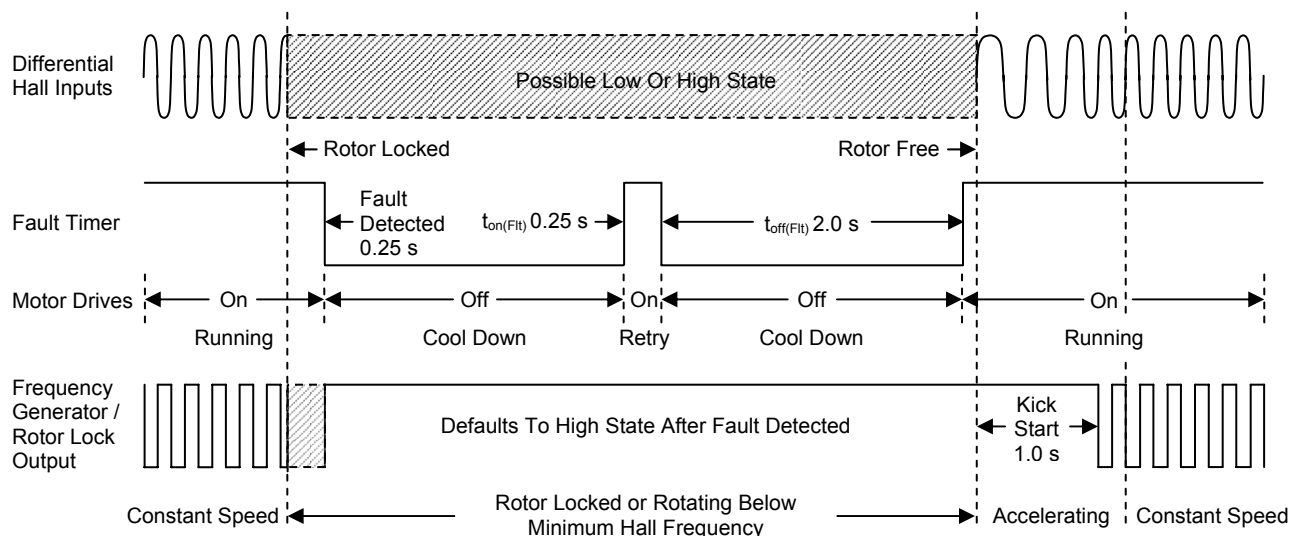 Differential
Hall Inputs
Possible Low Or High State
Rotor Locked
Rotor Free
Fault Timer
Fault
Detected
0.25 s
ton(Flt) 0.25 s
toff(Flt) 2.0 s
Motor Drives
On
Off
On
Off
On
Running
Cool Down
Retry
Cool Down
Running
Frequency
Generator /
Rotor Lock
Output
Defaults To High State After Fault Detected
Kick
Start
1.0 s
Constant Speed
Rotor Locked or Rotating Below
Minimum Hall Frequency
Accelerating
Constant Speed